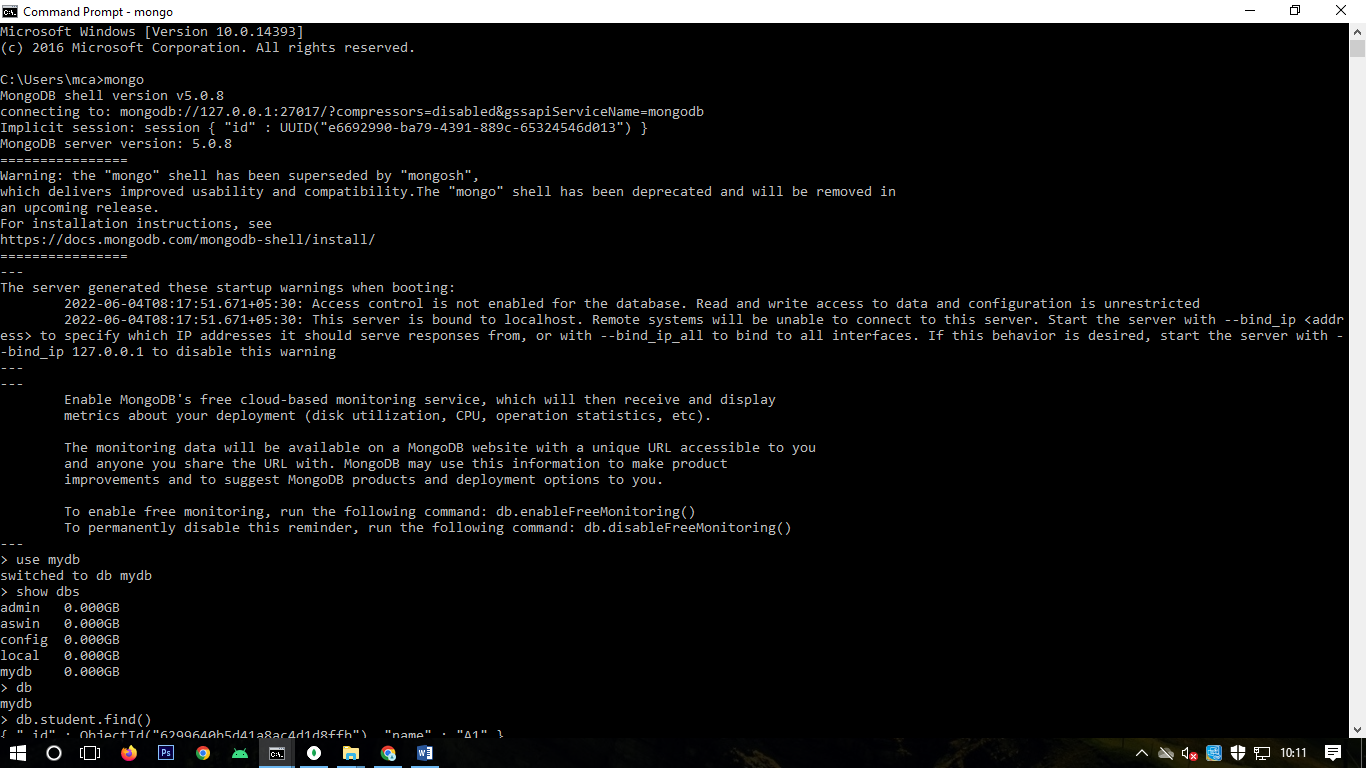 Command Prompt - mongo
Microsoft Windows [Version 10.0.14393]
(c) 2016 Microsoft Corporation. All rights reserved.
C:\Users\mca>mongo
MongoDB shell version v5.0.8
connecting to: mongodb://127.0.0.1:27017/?compressors=disabled&gssapiServiceName=mongodb
Implicit session: session { "id" : UUID("e6692990-ba79-4391-889c-65324546d013") }
MongoDB server version: 5.0.8
================
Warning: the "mongo" shell has been superseded by "mongosh",
which delivers improved usability and compatibility.The "mongo" shell has been deprecated and will be removed in
an upcoming release.
For installation instructions, see
https://docs.mongodb.com/mongodb-shell/install/
================
---
The server generated these startup warnings when booting:
        2022-06-04T08:17:51.671+05:30: Access control is not enabled for the database. Read and write access to data and configuration is unrestricted
        2022-06-04T08:17:51.671+05:30: This server is bound to localhost. Remote systems will be unable to connect to this server. Start the server with --bind_ip <addr
ess> to specify which IP addresses it should serve responses from, or with --bind_ip_all to bind to all interfaces. If this behavior is desired, start the server with -
-bind_ip 127.0.0.1 to disable this warning
---
---
        Enable MongoDB's free cloud-based monitoring service, which will then receive and display
        metrics about your deployment (disk utilization, CPU, operation statistics, etc).
        The monitoring data will be available on a MongoDB website with a unique URL accessible to you
        and anyone you share the URL with. MongoDB may use this information to make product
        improvements and to suggest MongoDB products and deployment options to you.
        To enable free monitoring, run the following command: db.enableFreeMonitoring()
        To permanently disable this reminder, run the following command: db.disableFreeMonitoring()
---
> use mydb
switched to db mydb
> show dbs
admin   0.000GB
aswin   0.000GB
config  0.000GB
local   0.000GB
mydb    0.000GB
> db
mydb
> db.student.find()
{ "_id" : ObjectId("6299640b5d41a8ac4d1d8ffb"), "name" : "A1" }
Ps
10:11